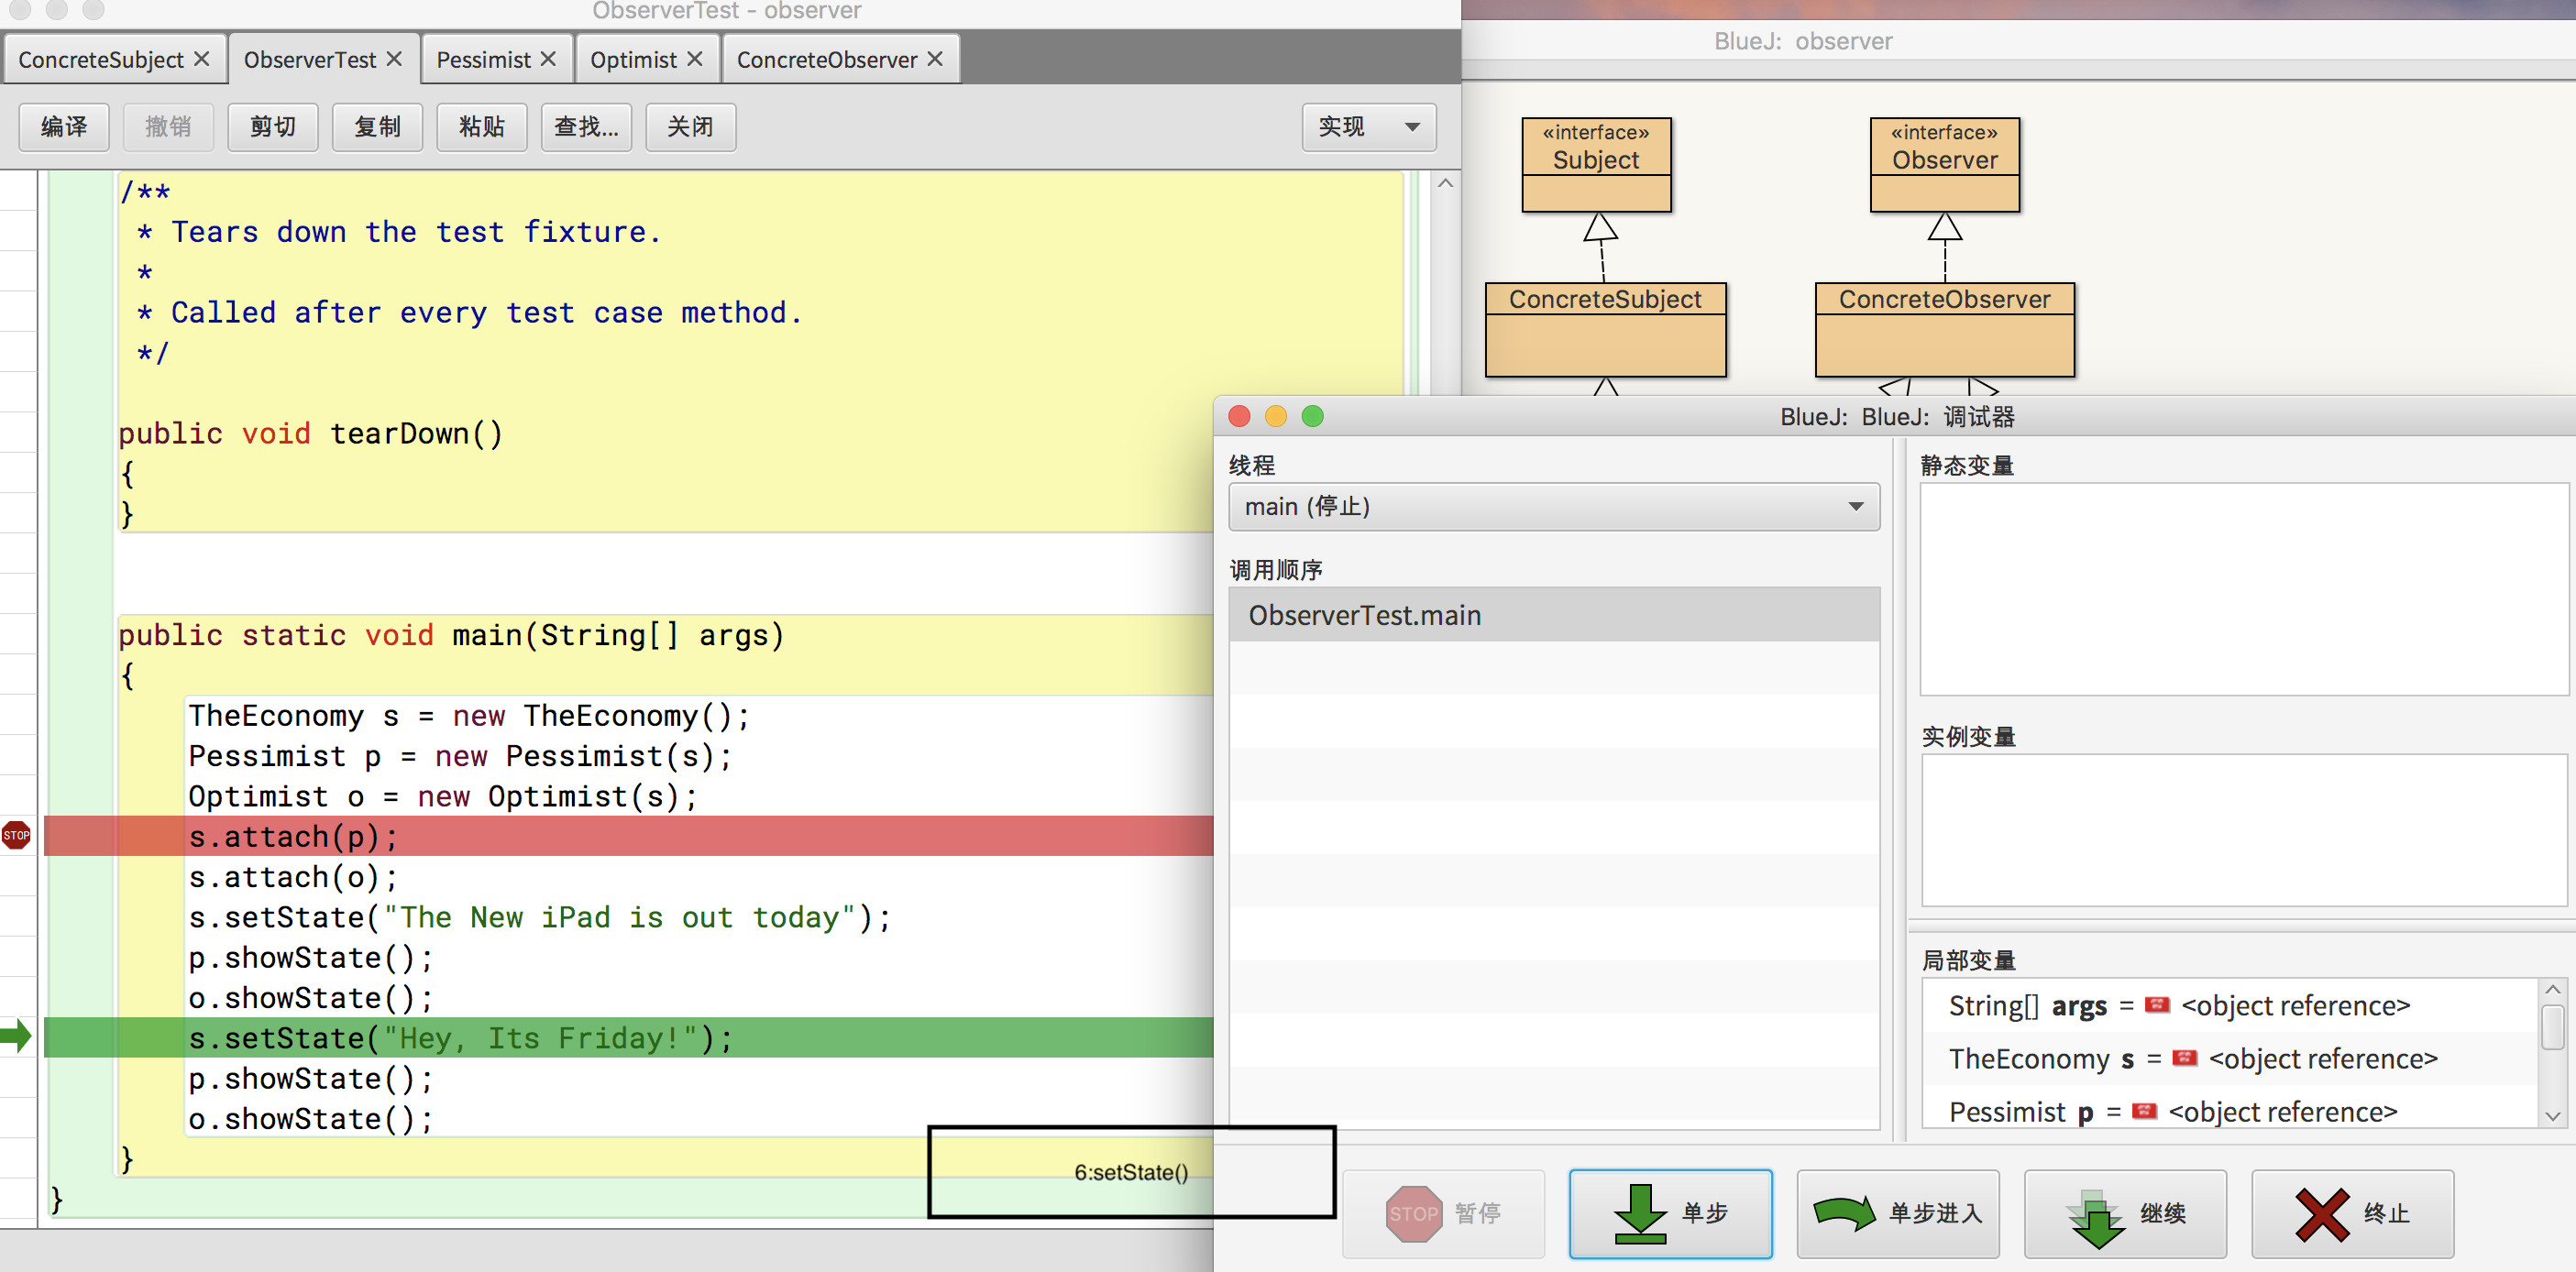 ObserverTest - observer
ConcreteSubject ×
ObserverTest ×
Pessimist ×
Optimist ×
ConcreteObserver ×
编译
撤销
剪切
复制
粘贴
查找...
关闭
实现
/**
* Tears down the test fixture.
*
* Called after every test case method.
*/
public void tearDown()
{
}
public static void main(String[] args)
{
TheEconomy s = new TheEconomy();
Pessimist p = new Pessimist(s);
Optimist o = new Optimist(s);
STOP
s.attach(p);
s.attach(o);
s.setState("The New iPad is out today");
p.showState();
o.showState();
s.setState("Hey, Its Friday!");
p.showState();
o.showState();
}
}
6:setState()
BlueJ: observer
«interface»
Subject
«interface»
Observer
ConcreteSubject
ConcreteObserver
BlueJ: BlueJ: 调试器
线程
main (停止)
调用顺序
ObserverTest.main
静态变量
实例变量
局部变量
String[] args = <object reference>
TheEconomy s = <object reference>
Pessimist p = <object reference>
STOP 暂停
单步
单步进入
继续
终止